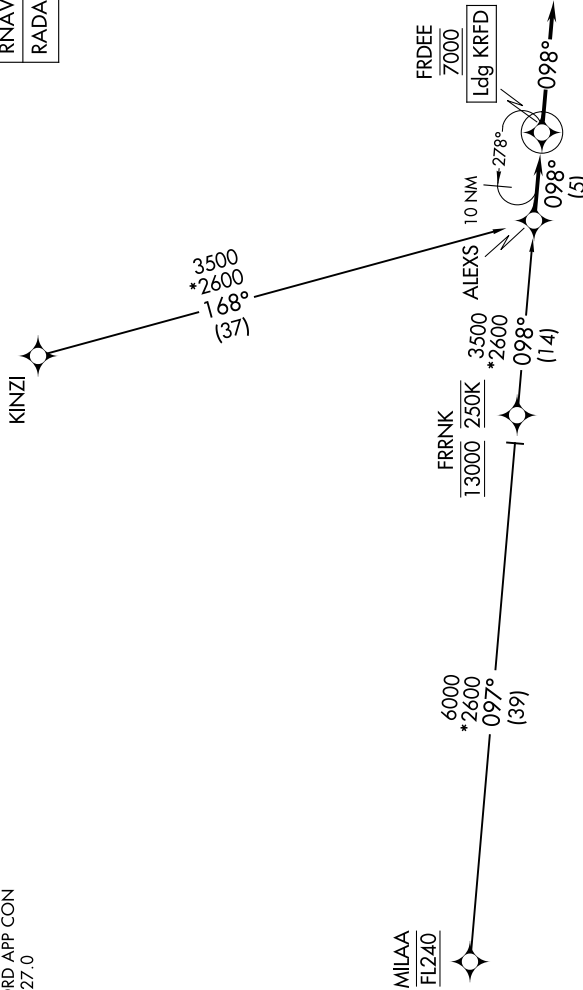 RNAV
RADA
FRDEE
7000
Ldg KRFD
098°
278°
10 NM
098°
(5)
ALEXS
3500
*2600
168°
(37)
KINZI
3500
*2600
098°
(14)
FRRNK
13000 250K
6000
*2600
097°
(39)
MILAA
FL240
RD APP CON
27.0